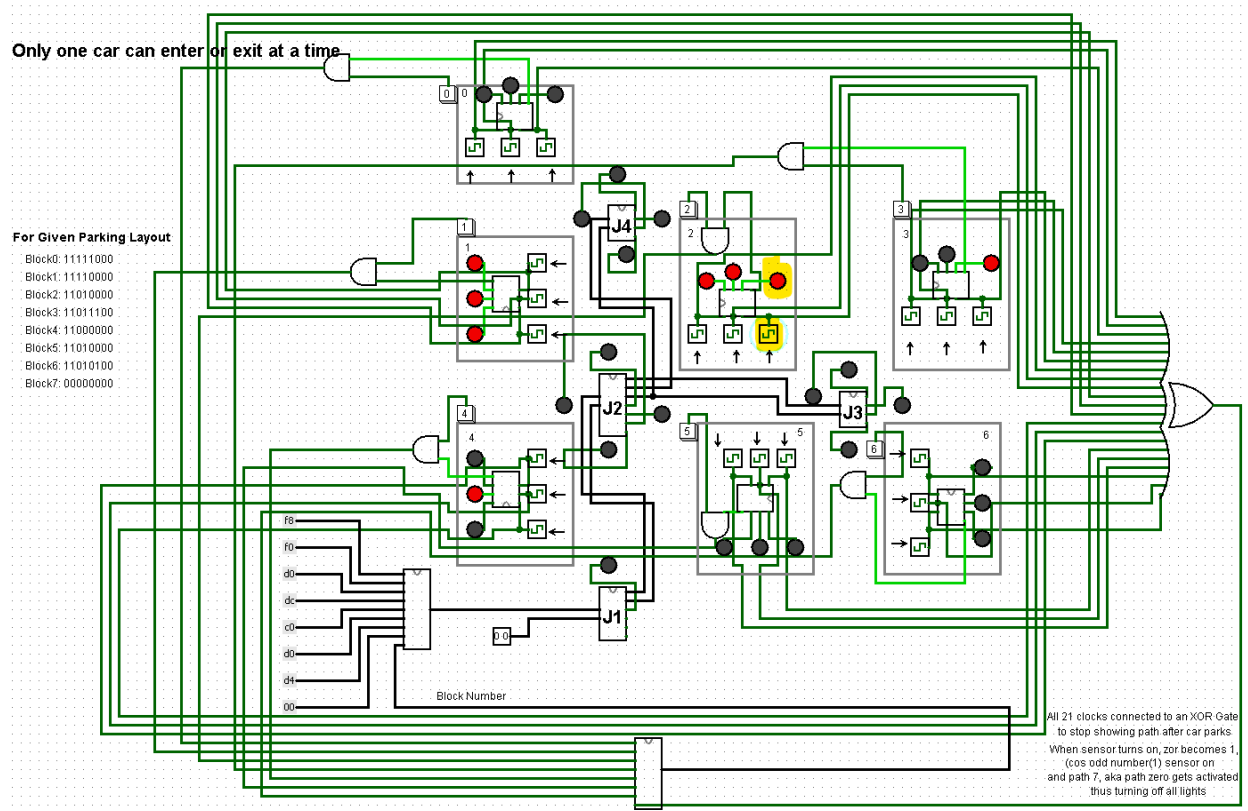 Only one car can enter or exit at a time
0
0
2
3
J4
1
2
3
1
For Given Parking Layout
Block0: 11111000
Block1: 11110000
Block2: 11010000
Block3: 11011100
Block4: 11000000
Block5: 11010000
Block6: 11010100
Block7: 00000000
J2
J3
4
5
4
5
6
6
f8
f0
d0
dc
c0
d0
d4
00
J1
0 0
Block Number
All 21 clocks connected to an XOR Gate
to stop showing path after car parks
When sensor turns on, zor becomes 1,
(cos odd number(1) sensor on
and path 7, aka path zero gets activated
thus turning off all lights